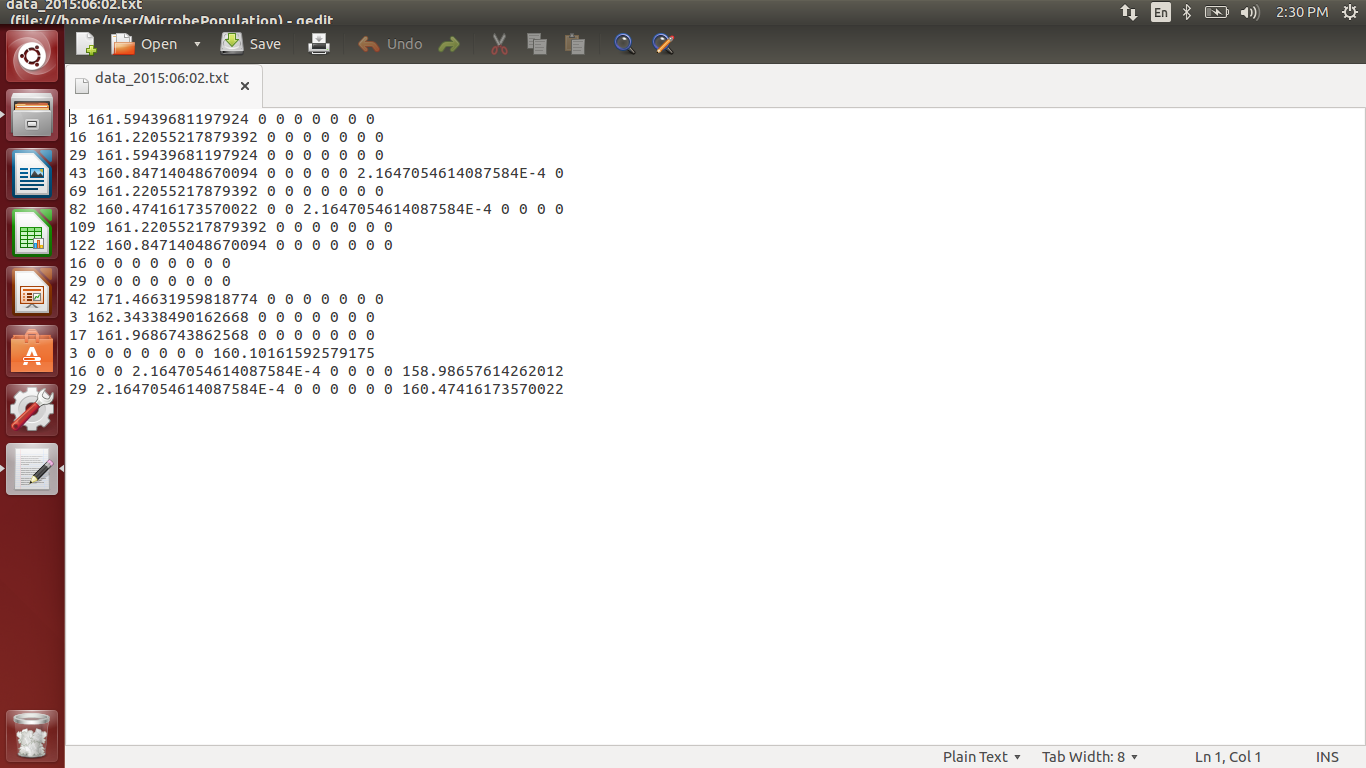 data_2015:06:02.txt
(file:///home/user/MicrobePopulation) - gedit
En
2:30 PM
Open
Save
Undo
data_2015:06:02.txt
3 161.59439681197924 0 0 0 0 0 0 0
16 161.22055217879392 0 0 0 0 0 0 0
29 161.59439681197924 0 0 0 0 0 0 0
43 160.84714048670094 0 0 0 0 0 2.1647054614087584E-4 0
69 161.22055217879392 0 0 0 0 0 0 0
82 160.47416173570022 0 0 2.1647054614087584E-4 0 0 0 0
109 161.22055217879392 0 0 0 0 0 0 0
122 160.84714048670094 0 0 0 0 0 0 0
16 0 0 0 0 0 0 0 0
29 0 0 0 0 0 0 0 0
42 171.46631959818774 0 0 0 0 0 0 0
3 162.34338490162668 0 0 0 0 0 0 0
17 161.9686743862568 0 0 0 0 0 0 0
3 0 0 0 0 0 0 0 160.10161592579175
16 0 0 2.1647054614087584E-4 0 0 0 0 158.98657614262012
29 2.1647054614087584E-4 0 0 0 0 0 0 160.47416173570022
Plain Text
Tab Width: 8
Ln 1, Col 1
INS